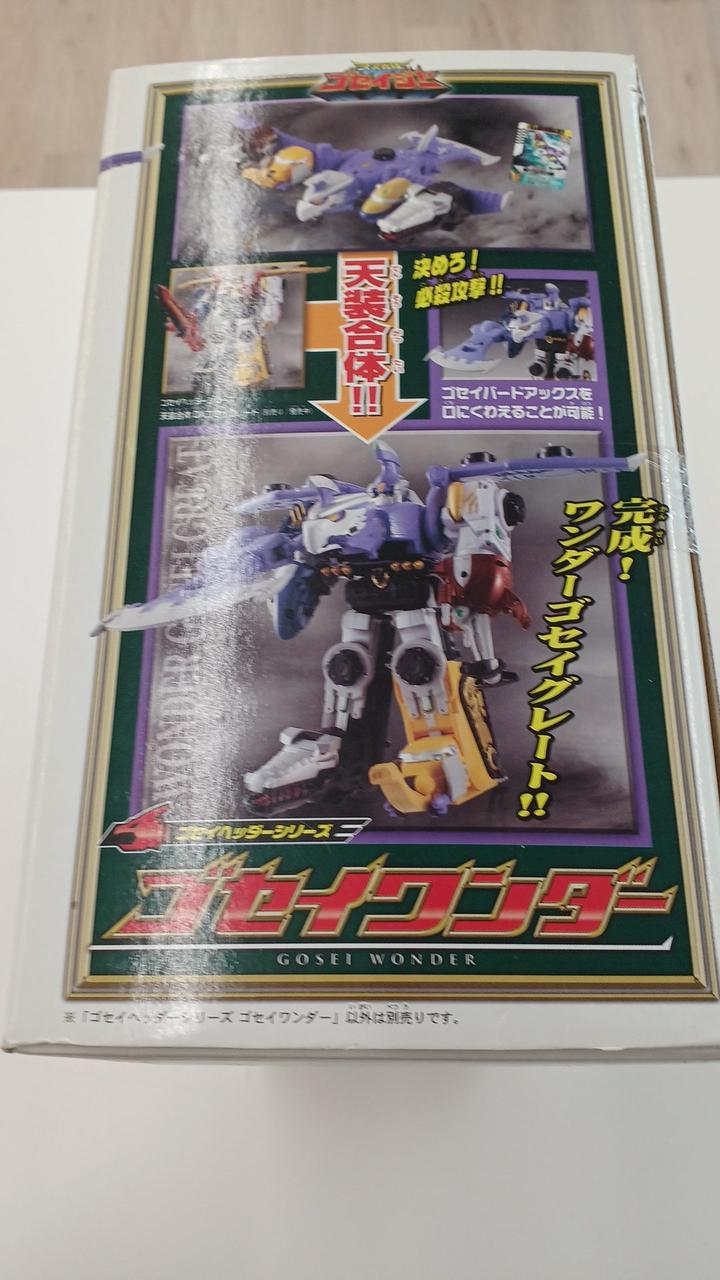 ゴセイジャー
決めろ!
必殺攻撃!!
天装合体!!
ゴセイバードアックスを
口にくわえることが可能!
完成!
ワンダーゴセイグレート!!
WONDER GOSEI GREAT
ゴセイヘッダーシリーズ
ゴセイワンダー
GOSEI WONDER
※「ゴセイヘッダーシリーズ ゴセイワンダー」以外は別売りです。